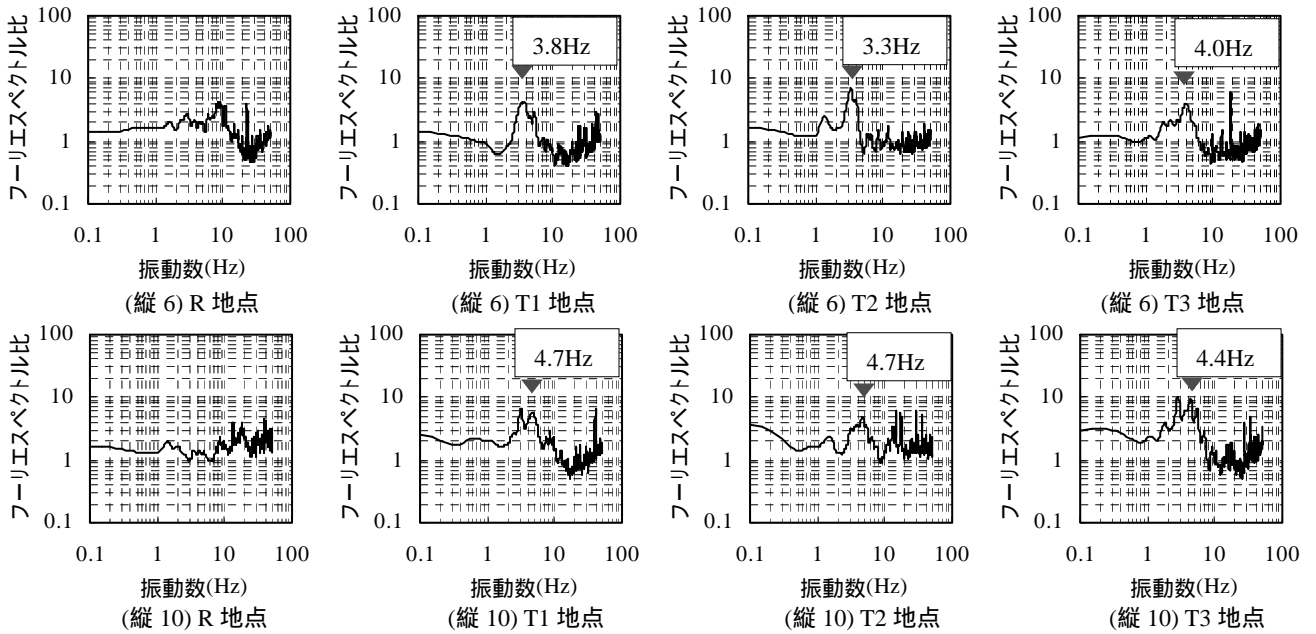 フーリエスペクトル比
100
10
1
0.1
0.1 1 10 100
振動数(Hz)
(縦 6) R 地点
フーリエスペクトル比
100
10
1
0.1
3.8Hz
0.1 1 10 100
振動数(Hz)
(縦 6) T1 地点
フーリエスペクトル比
100
10
1
0.1
3.3Hz
0.1 1 10 100
振動数(Hz)
(縦 6) T2 地点
フーリエスペクトル比
100
10
1
0.1
4.0Hz
0.1 1 10 100
振動数(Hz)
(縦 6) T3 地点
フーリエスペクトル比
100
10
1
0.1
0.1 1 10 100
振動数(Hz)
(縦 10) R 地点
フーリエスペクトル比
100
10
1
0.1
4.7Hz
0.1 1 10 100
振動数(Hz)
(縦 10) T1 地点
フーリエスペクトル比
100
10
1
0.1
4.7Hz
0.1 1 10 100
振動数(Hz)
(縦 10) T2 地点
フーリエスペクトル比
100
10
1
0.1
4.4Hz
0.1 1 10 100
振動数(Hz)
(縦 10) T3 地点